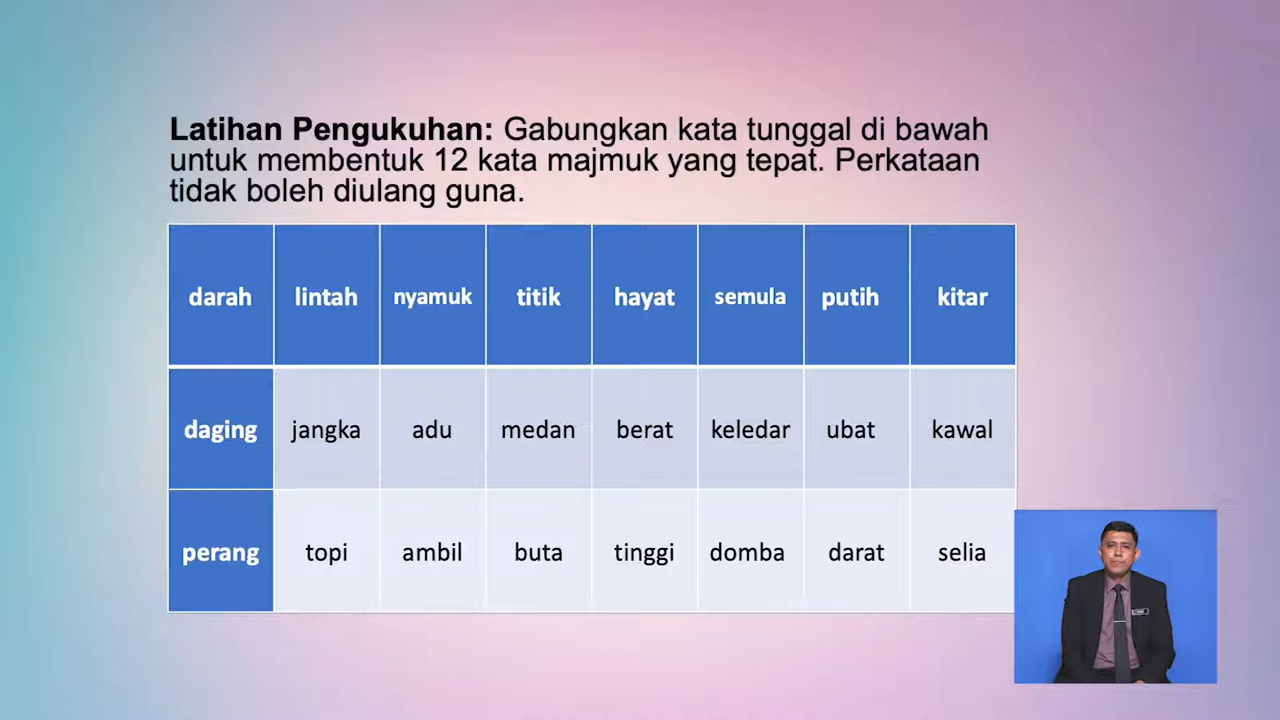 Latihan Pengukuhan: Gabungkan kata tunggal di bawah
untuk membentuk 12 kata majmuk yang tepat. Perkataan
tidak boleh diulang guna.
darah lintah nyamuk titik hayat semula putih kitar
daging jangka adu medan berat keledar ubat kawal
perang topi ambil buta tinggi domba darat selia